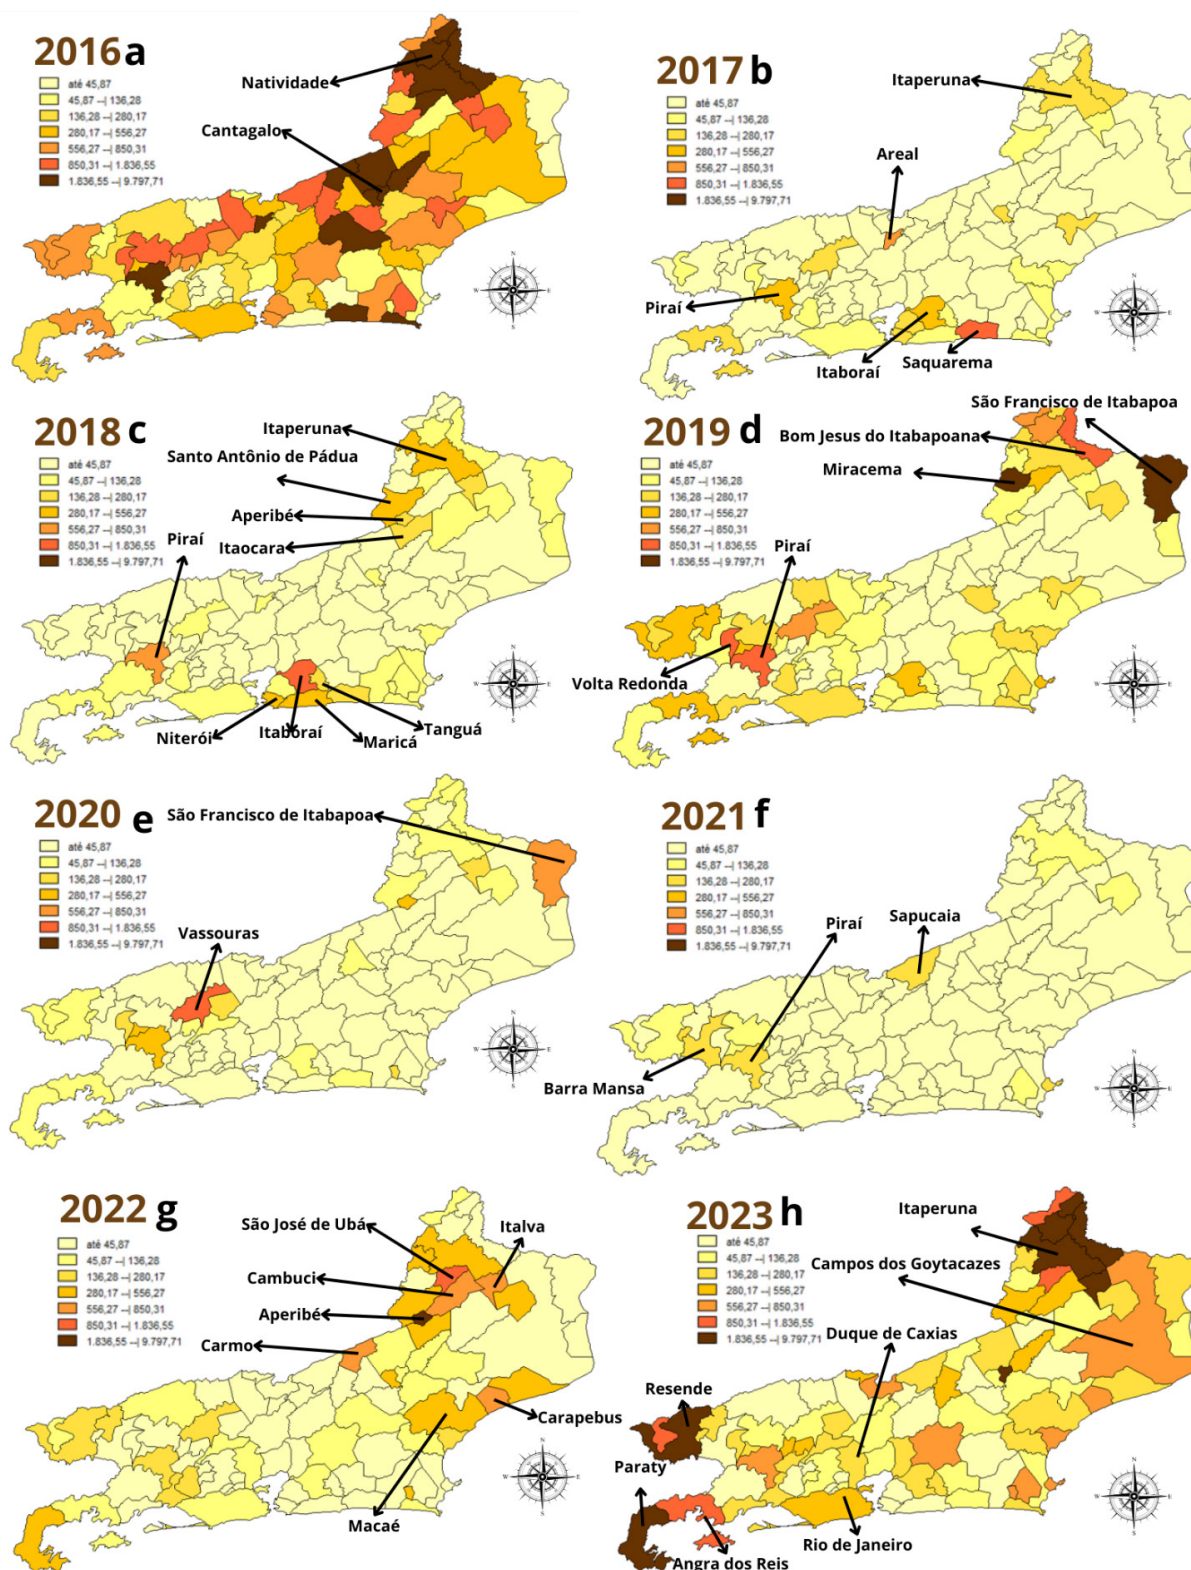 2016 a
até 45,87
45,87 --| 136,28
136,28 --| 280,17
280,17 --| 556,27
556,27 --| 850,31
850,31 --| 1.836,55
1.836,55 --| 9.797,71
Natividade
Cantagalo
N
W
E
S
2017 b
até 45,87
45,87 --| 136,28
136,28 --| 280,17
280,17 --| 556,27
556,27 --| 850,31
850,31 --| 1.836,55
1.836,55 --| 9.797,71
Itaperuna
Areal
Piraí
Itaboraí
Saquarema
N
W
E
S
2018 c
até 45,87
45,87 --| 136,28
136,28 --| 280,17
280,17 --| 556,27
556,27 --| 850,31
850,31 --| 1.836,55
1.836,55 --| 9.797,71
Itaperuna
Santo Antônio de Pádua
Aperibé
Itaocara
Piraí
Niterói
Itaboraí
Maricá
Tanguá
N
W
E
S
2019 d
até 45,87
45,87 --| 136,28
136,28 --| 280,17
280,17 --| 556,27
556,27 --| 850,31
850,31 --| 1.836,55
1.836,55 --| 9.797,71
São Francisco de Itabapoa
Bom Jesus do Itabapoana
Miracema
Piraí
Volta Redonda
N
W
E
S
2020 e
até 45,87
45,87 --| 136,28
136,28 --| 280,17
280,17 --| 556,27
556,27 --| 850,31
850,31 --| 1.836,55
1.836,55 --| 9.797,71
São Francisco de Itabapoa
Vassouras
N
W
E
S
2021 f
até 45,87
45,87 --| 136,28
136,28 --| 280,17
280,17 --| 556,27
556,27 --| 850,31
850,31 --| 1.836,55
1.836,55 --| 9.797,71
Sapucaia
Piraí
Barra Mansa
N
W
E
S
2022 g
até 45,87
45,87 --| 136,28
136,28 --| 280,17
280,17 --| 556,27
556,27 --| 850,31
850,31 --| 1.836,55
1.836,55 --| 9.797,71
São José de Ubá
Italva
Cambuci
Aperibé
Carmo
Carapebus
Macaé
N
W
E
S
2023 h
até 45,87
45,87 --| 136,28
136,28 --| 280,17
280,17 --| 556,27
556,27 --| 850,31
850,31 --| 1.836,55
1.836,55 --| 9.797,71
Itaperuna
Campos dos Goytacazes
Duque de Caxias
Resende
Paraty
Rio de Janeiro
Angra dos Reis
N
W
E
S